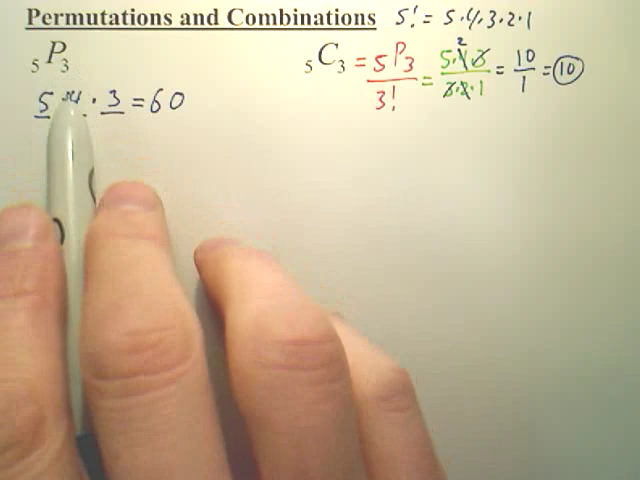 Permutations and Combinations 5! = 5·4·3·2·1
₅P₃ ₅C₃ = ₅P₃/3! = 5·4·3/3·2·1 = 10/1 = 10
2
5 · 4 · 3 = 60